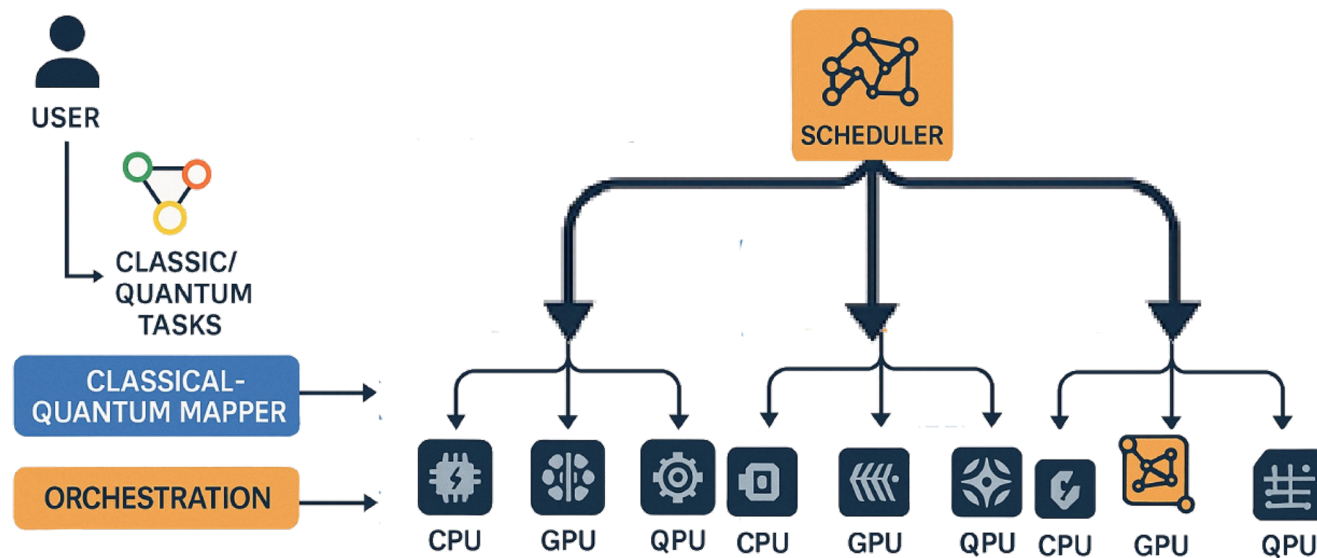 USER
CLASSIC/
QUANTUM
TASKS
CLASSICAL-
QUANTUM MAPPER
ORCHESTRATION
SCHEDULER
CPU GPU QPU CPU GPU QPU CPU GPU QPU